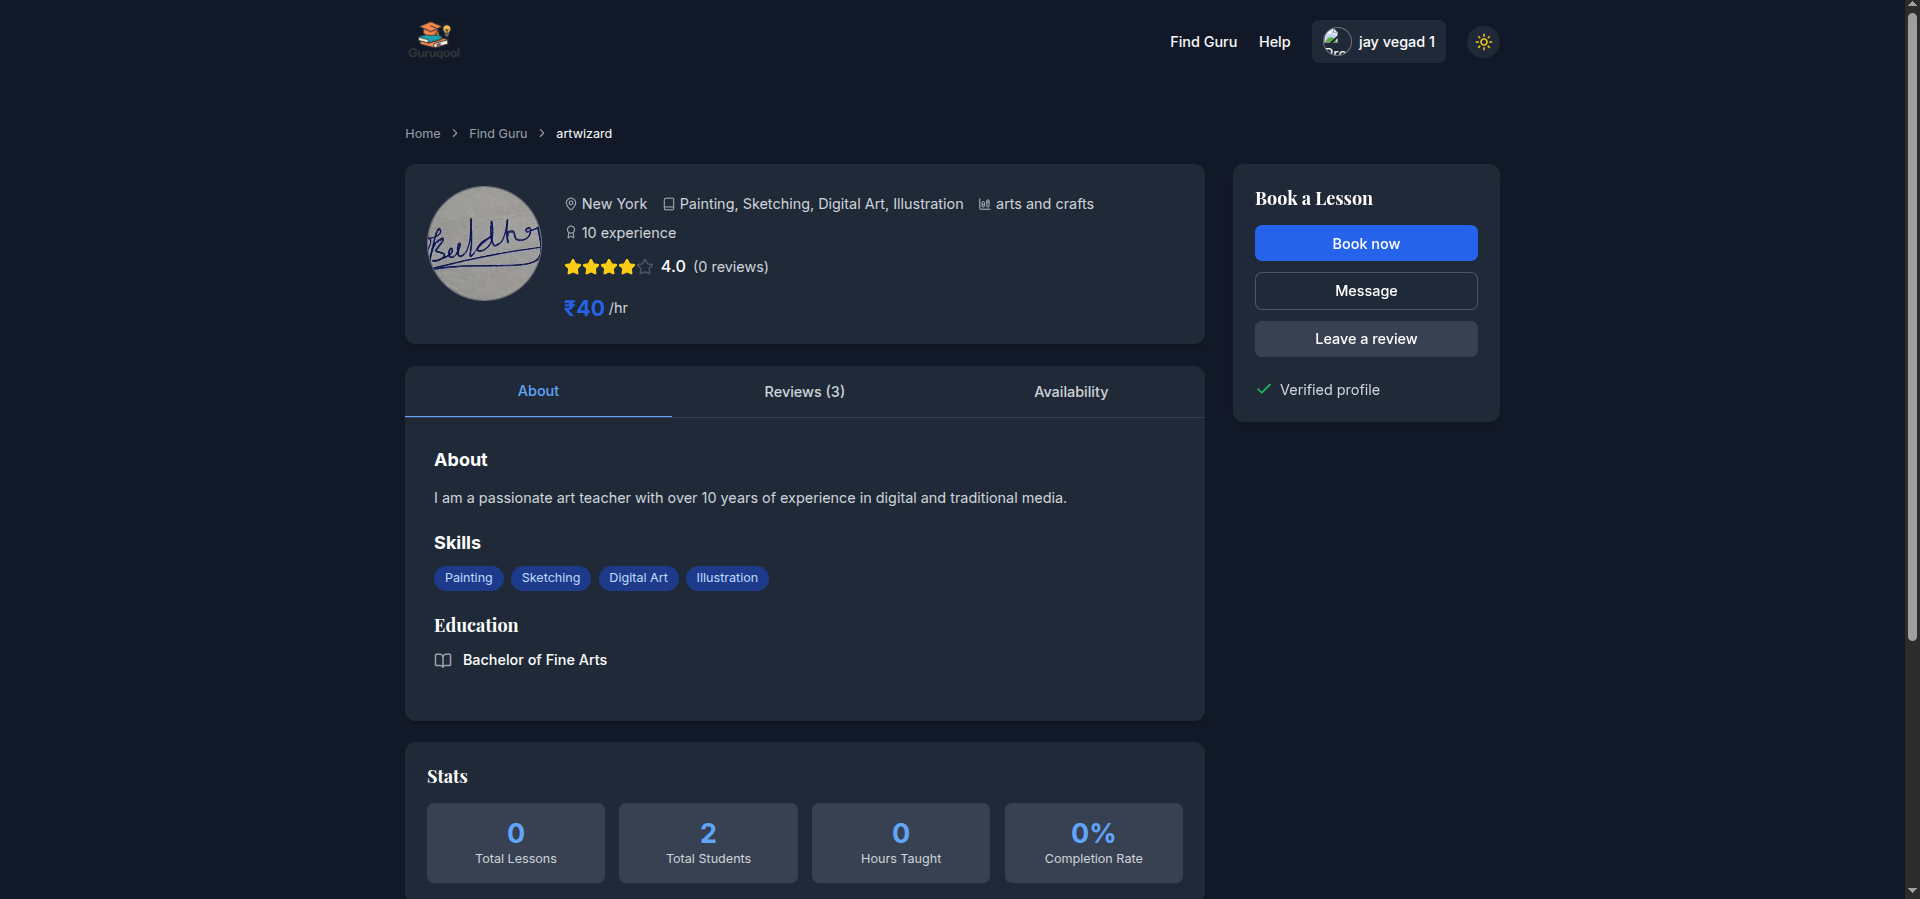 Guruqool
Find Guru
Help
jay vegad 1
Home > Find Guru > artwizard
New York
Painting, Sketching, Digital Art, Illustration
arts and crafts
10 experience
4.0 (0 reviews)
₹40 /hr
Book a Lesson
Book now
Message
Leave a review
Verified profile
About
Reviews (3)
Availability
About
I am a passionate art teacher with over 10 years of experience in digital and traditional media.
Skills
Painting
Sketching
Digital Art
Illustration
Education
Bachelor of Fine Arts
Stats
0
Total Lessons
2
Total Students
0
Hours Taught
0%
Completion Rate